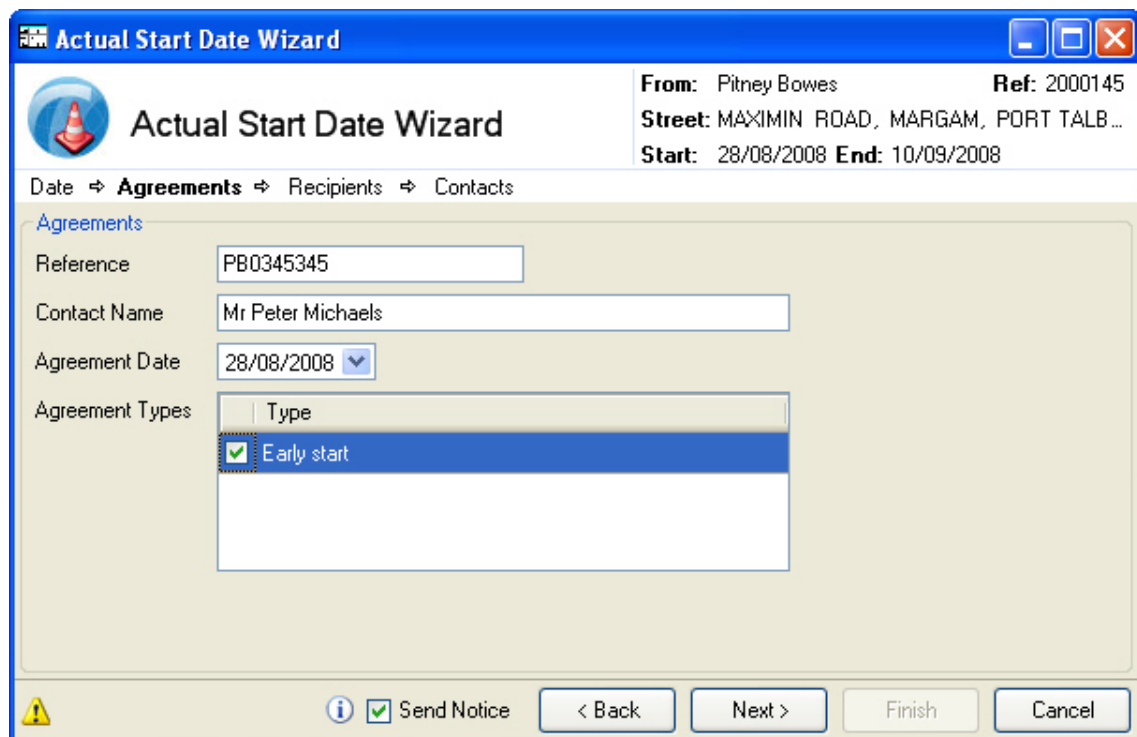 Actual Start Date Wizard
Actual Start Date Wizard
From: Pitney Bowes Ref: 2000145
Street: MAXIMIN ROAD, MARGAM, PORT TALB...
Start: 28/08/2008 End: 10/09/2008
Date ⇨ Agreements ⇨ Recipients ⇨ Contacts
Agreements
Reference PB0345345
Contact Name Mr Peter Michaels
Agreement Date 28/08/2008
Agreement Types Type
Early start
Send Notice < Back Next > Finish Cancel